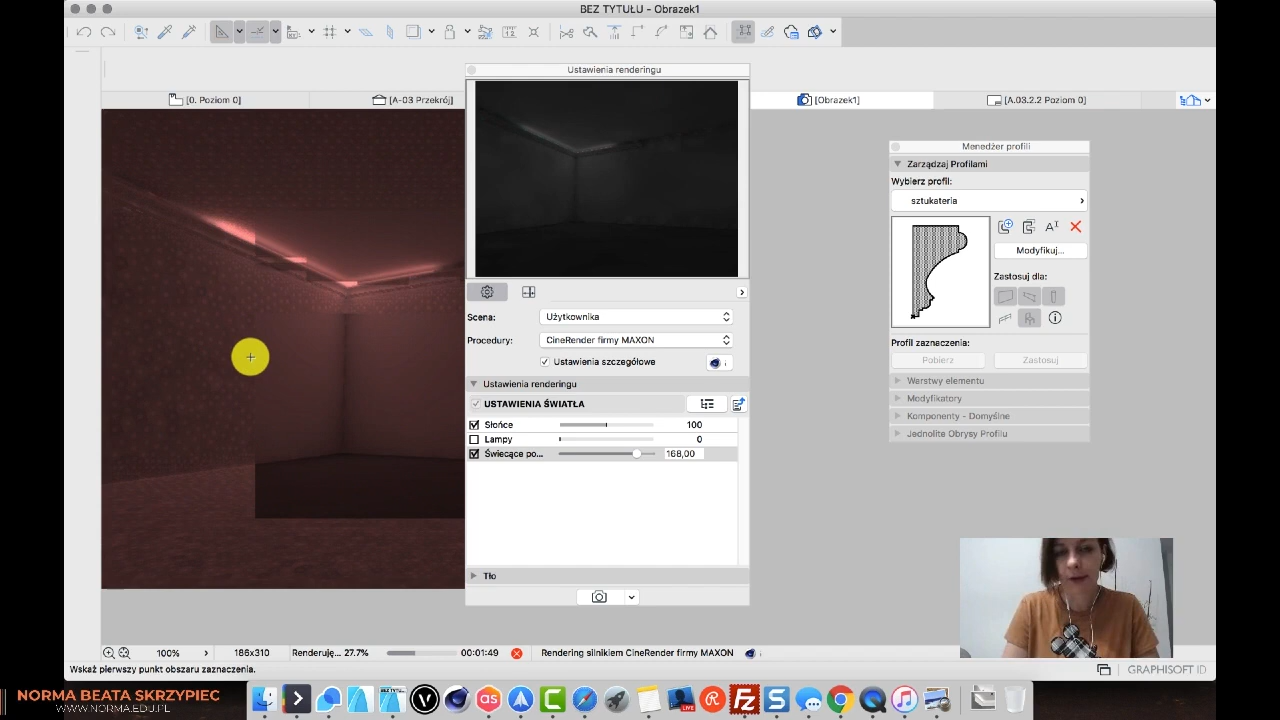 BEZ TYTUŁU - Obrazek1
Ustawienia renderingu
[0. Poziom 0]
[A-03 Przekrój]
[Obrazek1]
[A.03.2.2 Poziom 0]
Menedżer profili
Zarządzaj Profilami
Wybierz profil:
sztukateria
Modyfikuj...
Zastosuj dla:
Profil zaznaczenia:
Pobierz
Zastosuj
Warstwy elementu
Modyfikatory
Komponenty - Domyślne
Jednolite Obrysy Profilu
Scena:
Użytkownika
Procedury:
CineRender firmy MAXON
Ustawienia szczegółowe
Ustawienia renderingu
USTAWIENIA ŚWIATŁA
Słońce 100
Lampy 0
Świecące po... 168,00
Tło
100%
186x310
Renderuję... 27.7%
00:01:49
Rendering silnikiem CineRender firmy MAXON
Wskaż pierwszy punkt obszaru zaznaczenia.
GRAPHISOFT ID
NORMA BEATA SKRZYPIEC
WWW.NORMA.EDU.PL